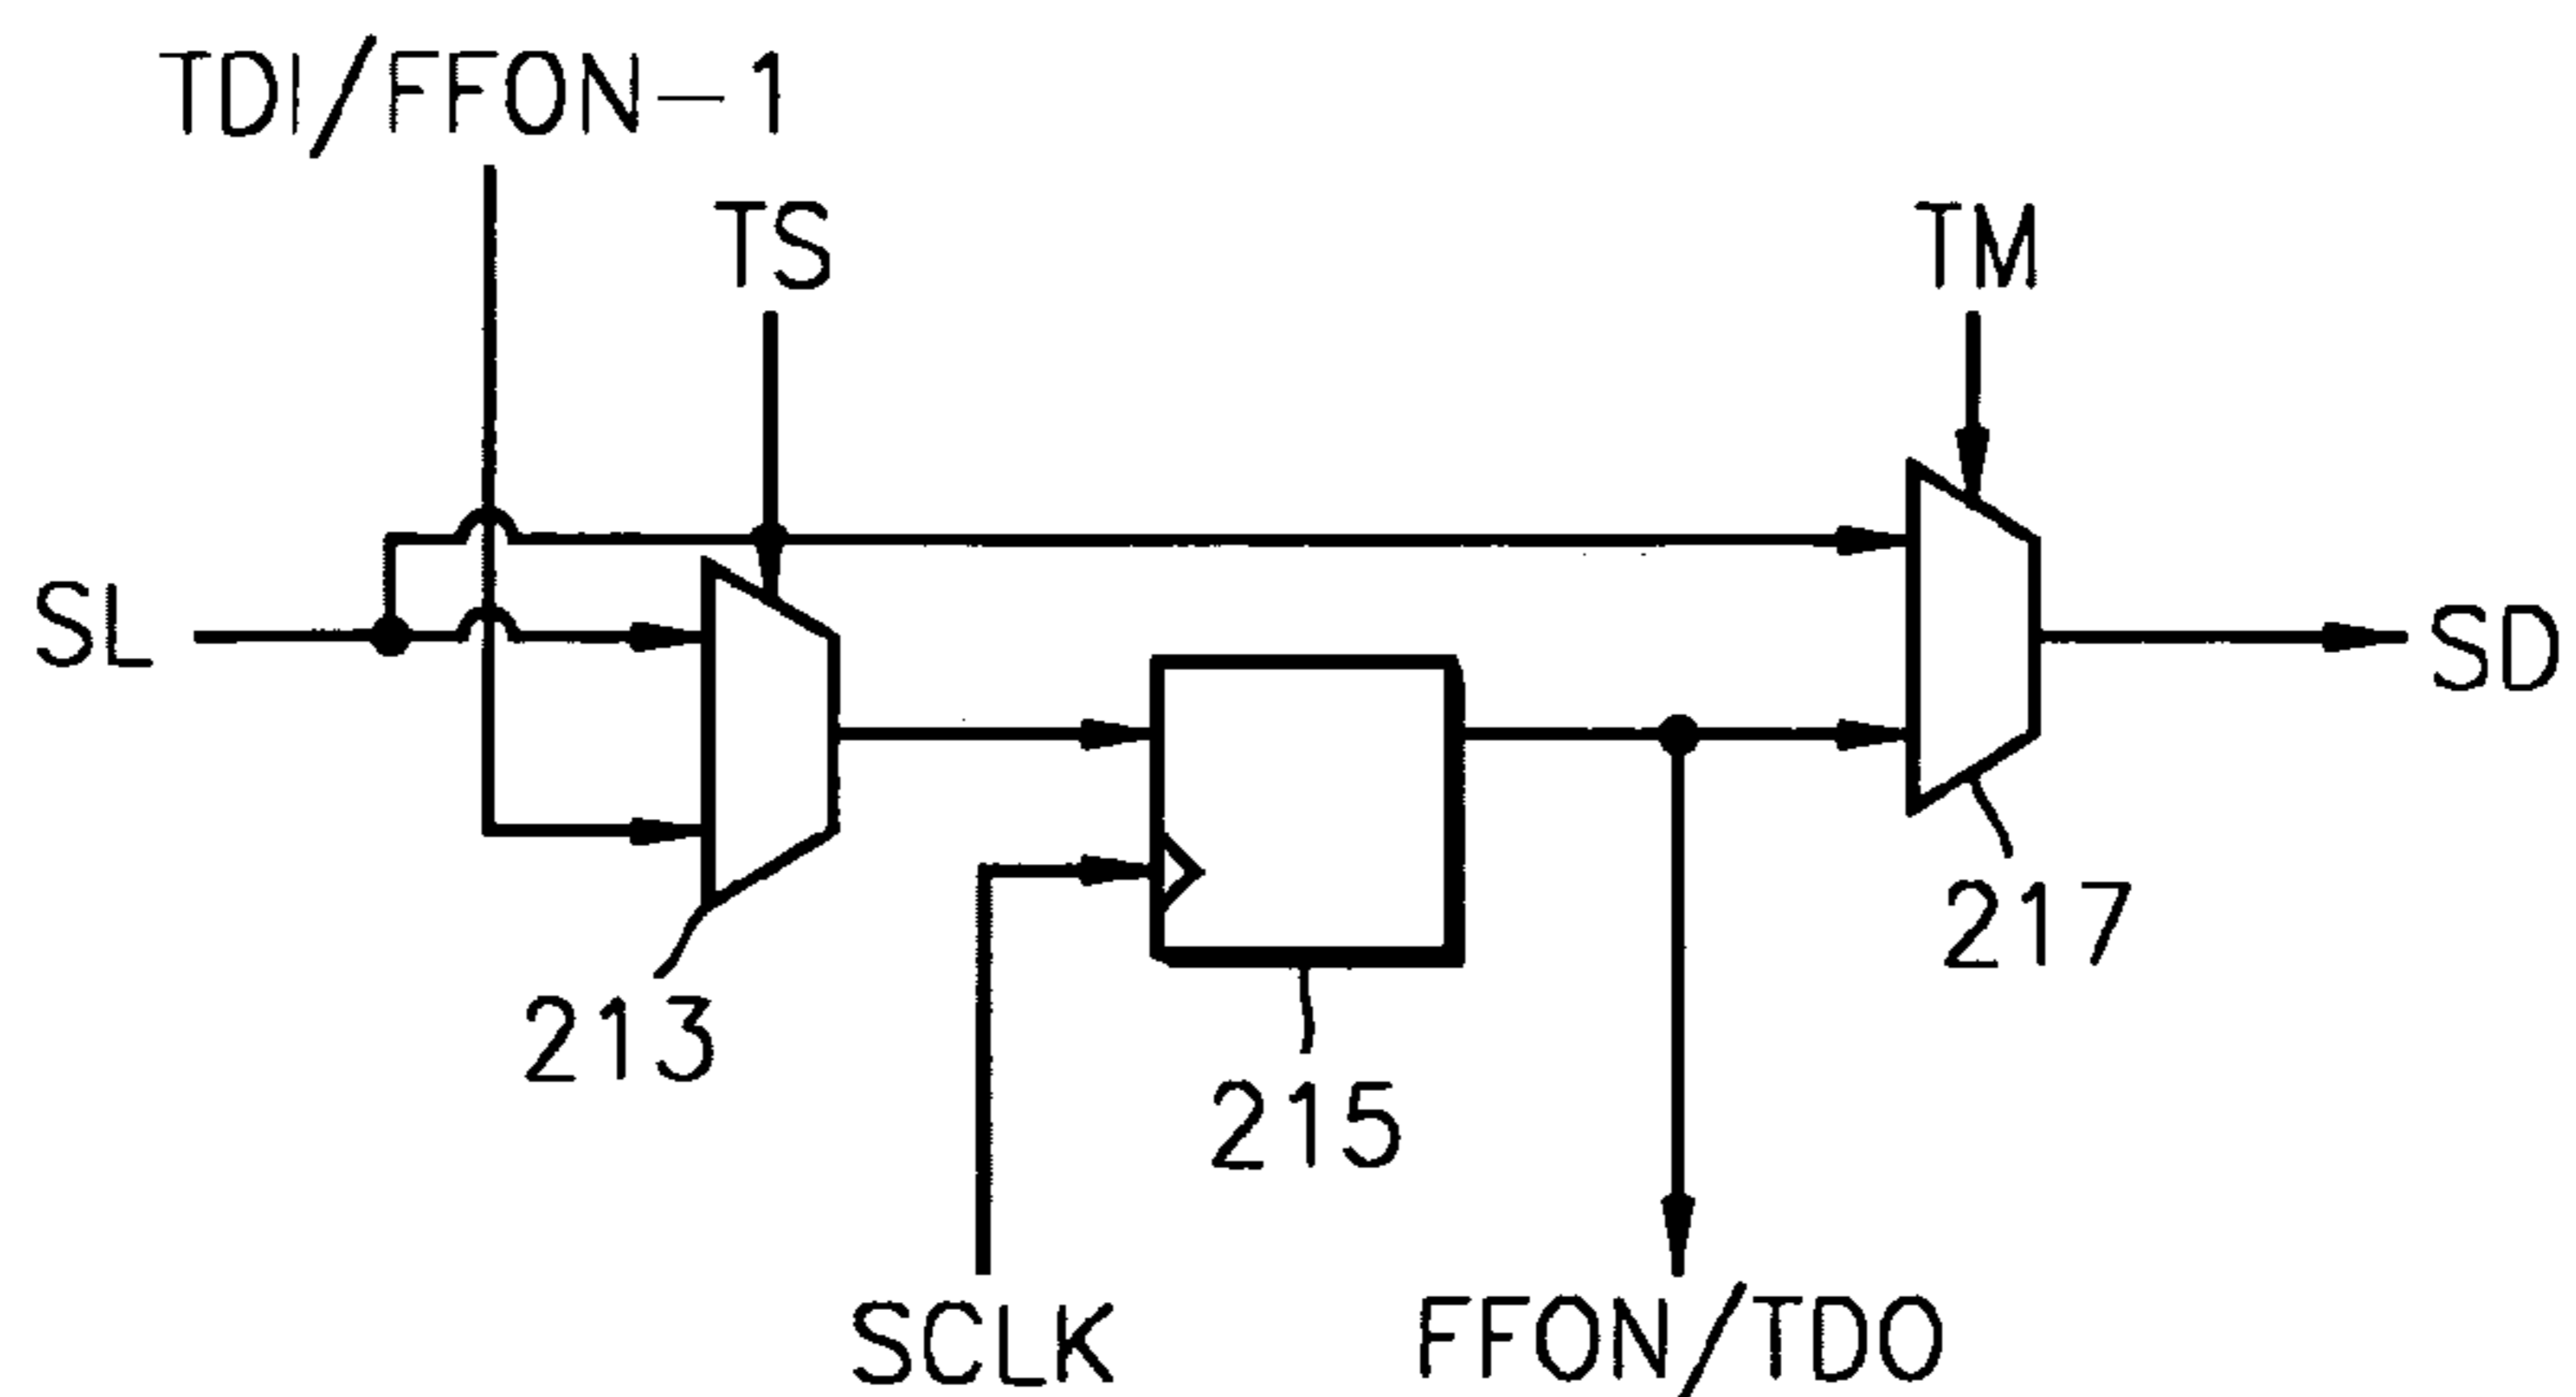 TDI/FFON-1
TS
TM
SL
SD
213
215
217
SCLK
FFON/TDO